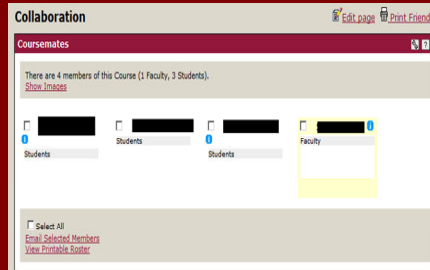 Collaboration
Edit page Print Friend
Coursemates
There are 4 members of this Course (1 Faculty, 3 Students).
Show Images
Students
Students
Students
Faculty
Select All
Email Selected Members
View Printable Roster